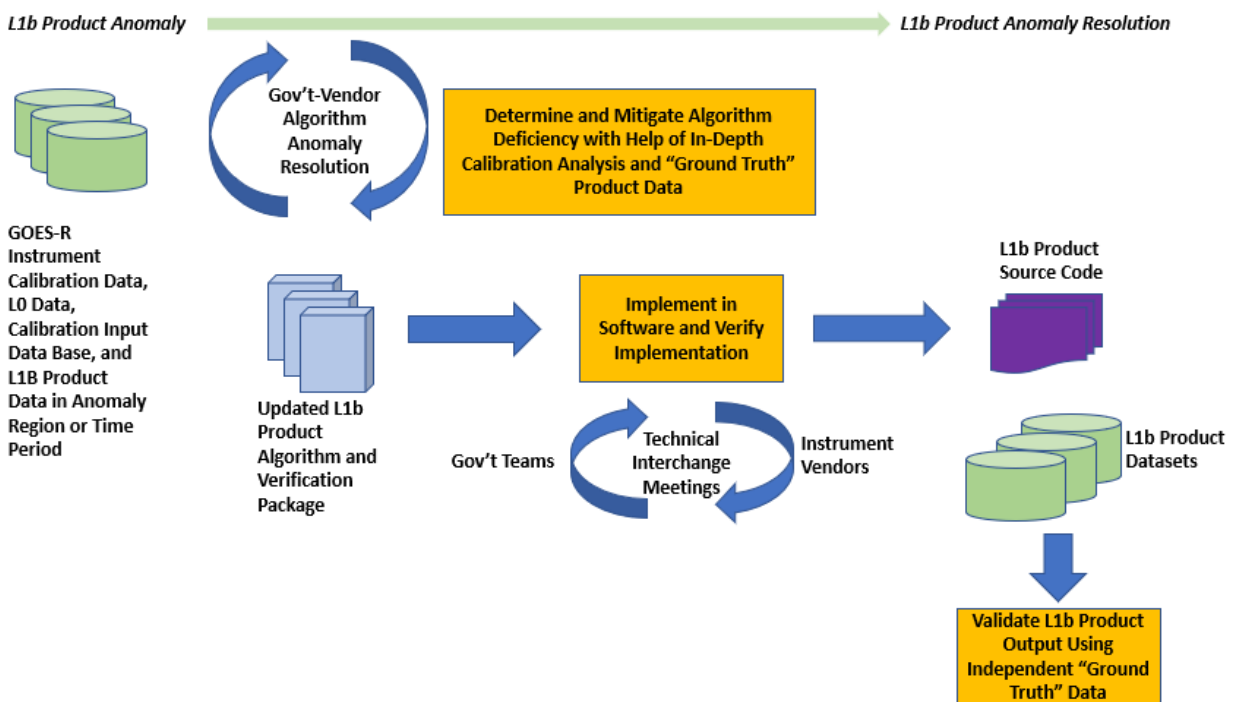 L1b Product Anomaly
L1b Product Anomaly Resolution
Gov't-Vendor
Algorithm
Anomaly
Resolution
Determine and Mitigate Algorithm
Deficiency with Help of In-Depth
Calibration Analysis and “Ground Truth”
Product Data
GOES-R
Instrument
Calibration Data,
L0 Data,
Calibration Input
Data Base, and
L1B Product
Data in Anomaly
Region or Time
Period
Updated L1b
Product
Algorithm and
Verification
Package
Implement in
Software and Verify
Implementation
Gov't Teams
Technical
Interchange
Meetings
Instrument
Vendors
L1b Product
Source Code
L1b Product
Datasets
Validate L1b Product
Output Using
Independent “Ground
Truth” Data